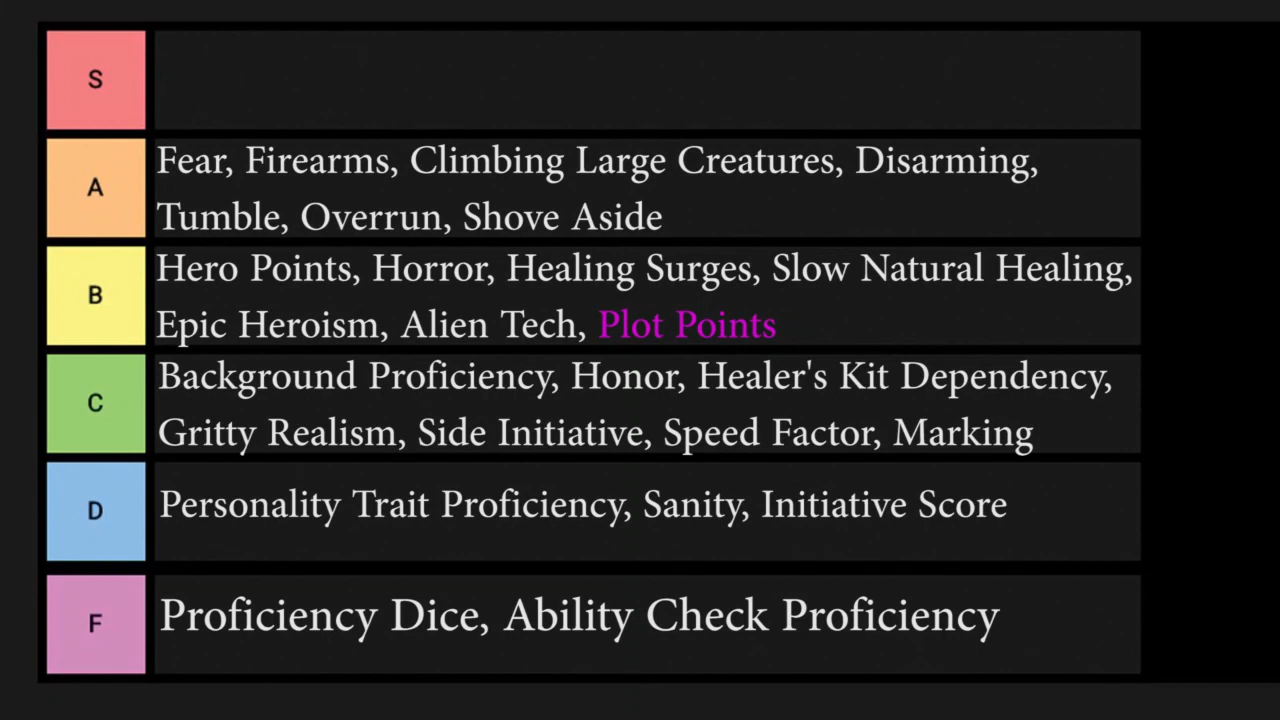 S
A
Fear, Firearms, Climbing Large Creatures, Disarming,
Tumble, Overrun, Shove Aside
B
Hero Points, Horror, Healing Surges, Slow Natural Healing,
Epic Heroism, Alien Tech, Plot Points
C
Background Proficiency, Honor, Healer's Kit Dependency,
Gritty Realism, Side Initiative, Speed Factor, Marking
D
Personality Trait Proficiency, Sanity, Initiative Score
F
Proficiency Dice, Ability Check Proficiency